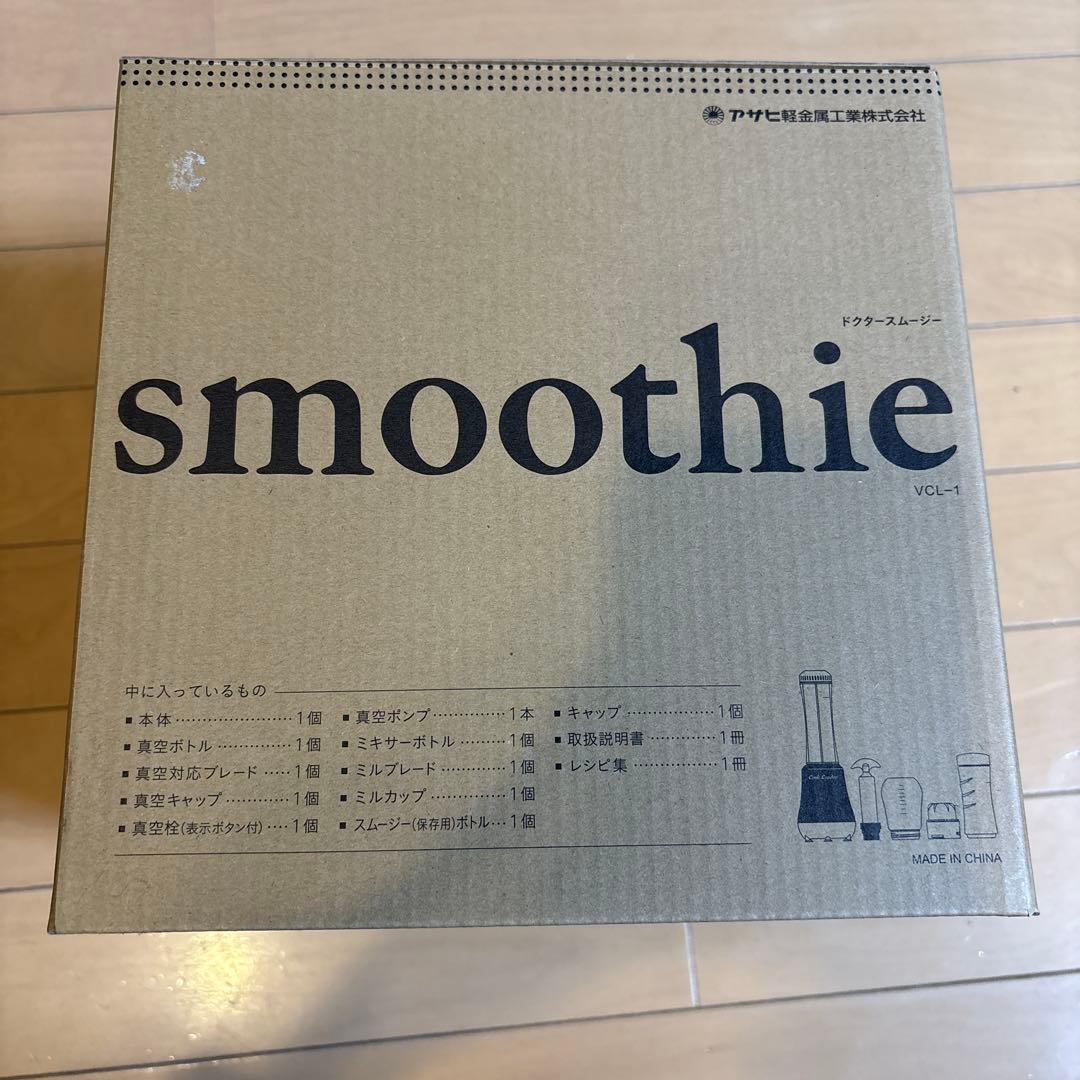 アサヒ軽金属工業株式会社
ドクタースムージー
smoothie
VCL-1
中に入っているもの
■ 本体……………………1個
■ 真空ボトル……………1個
■ 真空対応ブレード……1個
■ 真空キャップ…………1個
■ 真空栓(表示ボタン付)……1個
■ 真空ポンプ……………1本
■ ミキサーボトル………1個
■ ミルブレード…………1個
■ ミルカップ……………1個
■ スムージー(保存用)ボトル…1個
■ キャップ………………1個
■ 取扱説明書……………1冊
■ レシピ集………………1冊
MADE IN CHINA